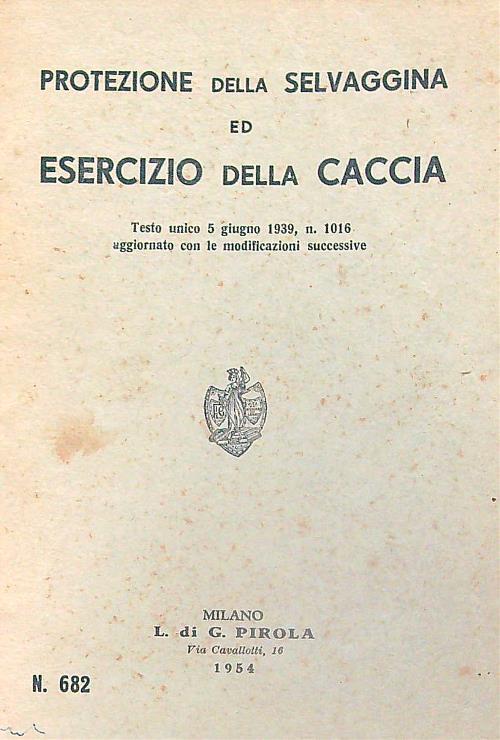 PROTEZIONE DELLA SELVAGGINA
ED
ESERCIZIO DELLA CACCIA
Testo unico 5 giugno 1939, n. 1016
aggiornato con le modificazioni successive
MILANO
L. di G. PIROLA
Via Cavallotti, 16
1954
N. 682